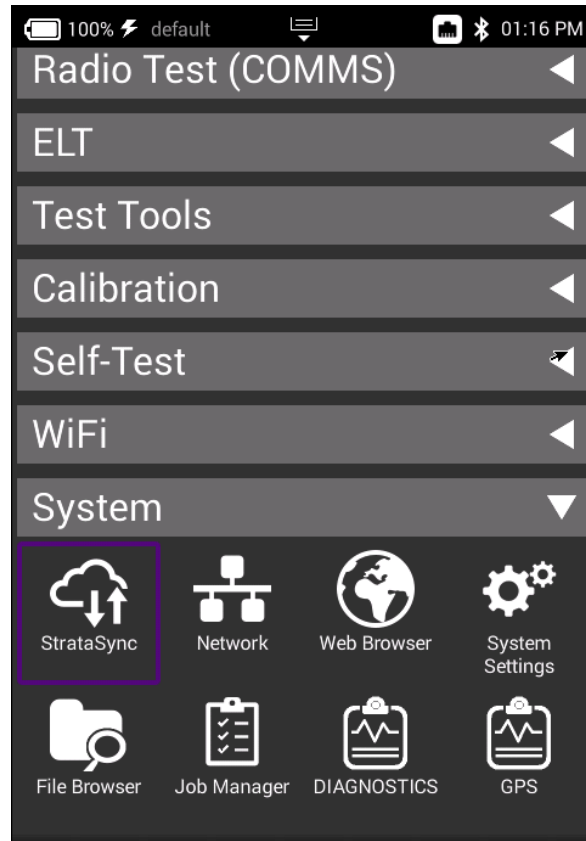 100% default 01:16 PM
Radio Test (COMMS)
ELT
Test Tools
Calibration
Self-Test
WiFi
System
StrataSync Network Web Browser System Settings
File Browser Job Manager DIAGNOSTICS GPS